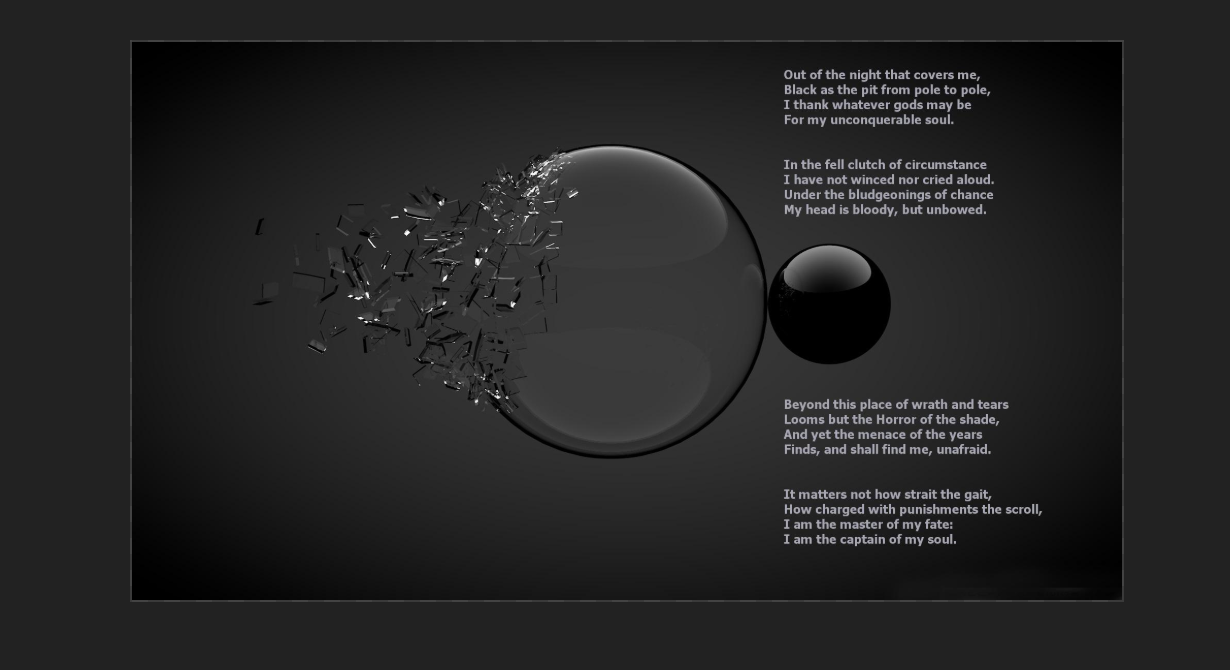 Out of the night that covers me,
Black as the pit from pole to pole,
I thank whatever gods may be
For my unconquerable soul.
In the fell clutch of circumstance
I have not winced nor cried aloud.
Under the bludgeonings of chance
My head is bloody, but unbowed.
Beyond this place of wrath and tears
Looms but the Horror of the shade,
And yet the menace of the years
Finds, and shall find me, unafraid.
It matters not how strait the gait,
How charged with punishments the scroll,
I am the master of my fate:
I am the captain of my soul.